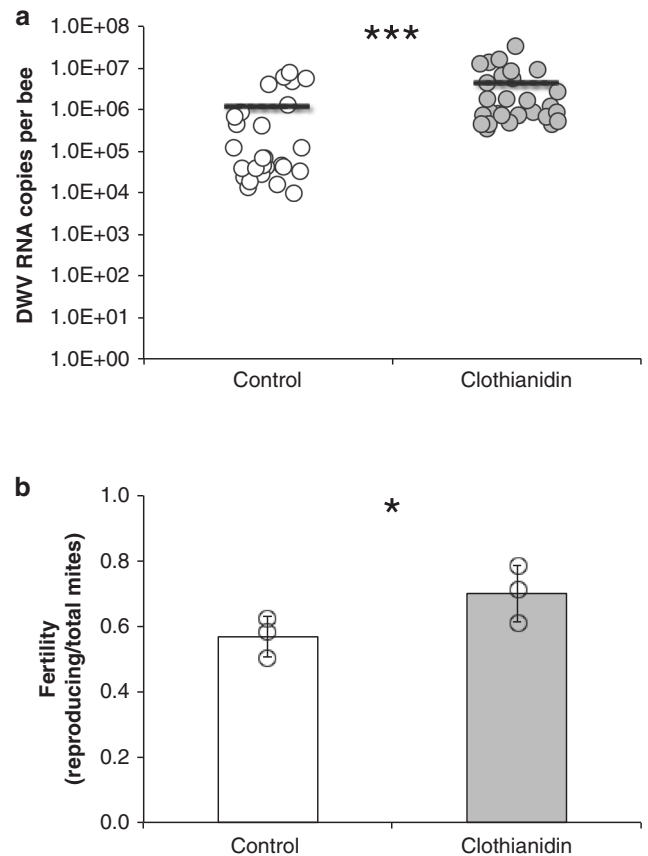 a
***
DWV RNA copies per bee
1.0E+08
1.0E+07
1.0E+06
1.0E+05
1.0E+04
1.0E+03
1.0E+02
1.0E+01
1.0E+00
Control Clothianidin
b
*
Fertility
(reproducing/total mites)
1.0
0.8
0.6
0.4
0.2
0.0
Control Clothianidin